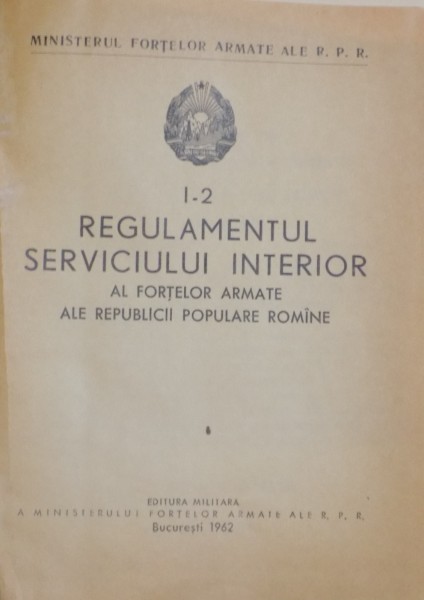 MINISTERUL FORȚELOR ARMATE ALE R. P. R.
I-2
REGULAMENTUL
SERVICIULUI INTERIOR
AL FORȚELOR ARMATE
ALE REPUBLICII POPULARE ROMÎNE
EDITURA MILITARA
A MINISTERULUI FORȚELOR ARMATE ALE R. P. R.
București 1962